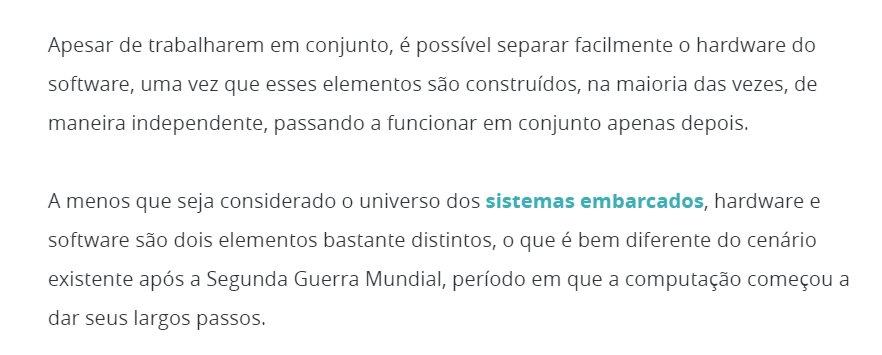 Apesar de trabalharem em conjunto, é possível separar facilmente o hardware do
software, uma vez que esses elementos são construídos, na maioria das vezes, de
maneira independente, passando a funcionar em conjunto apenas depois.
A menos que seja considerado o universo dos sistemas embarcados, hardware e
software são dois elementos bastante distintos, o que é bem diferente do cenário
existente após a Segunda Guerra Mundial, período em que a computação começou a
dar seus largos passos.